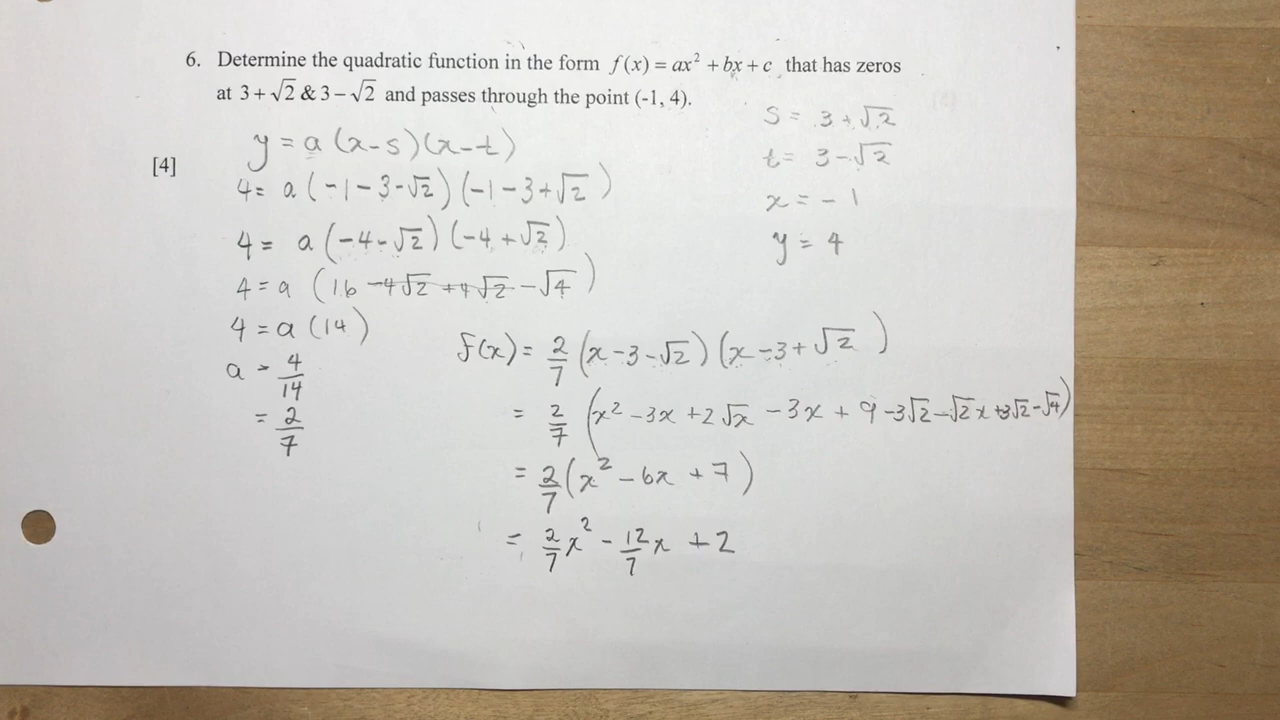 6. Determine the quadratic function in the form f(x) = ax² + bx + c that has zeros
at 3 + √2 & 3 − √2 and passes through the point (-1, 4).
[4]
y = a (x-s)(x-t)
4 = a (-1-3-√2)(-1-3+√2)
4 = a (-4-√2)(-4+√2)
4 = a (16 -4√2 +4√2 -√4)
4 = a (14)
a = 4/14
= 2/7
s = 3 + √2
t = 3 - √2
x = -1
y = 4
f(x) = 2/7 (x-3-√2)(x-3+√2)
= 2/7 (x² -3x +2√x -3x + 9 -3√2 -√2x +3√2 -√4)
= 2/7 (x² - 6x + 7)
= 2/7 x² - 12/7 x + 2